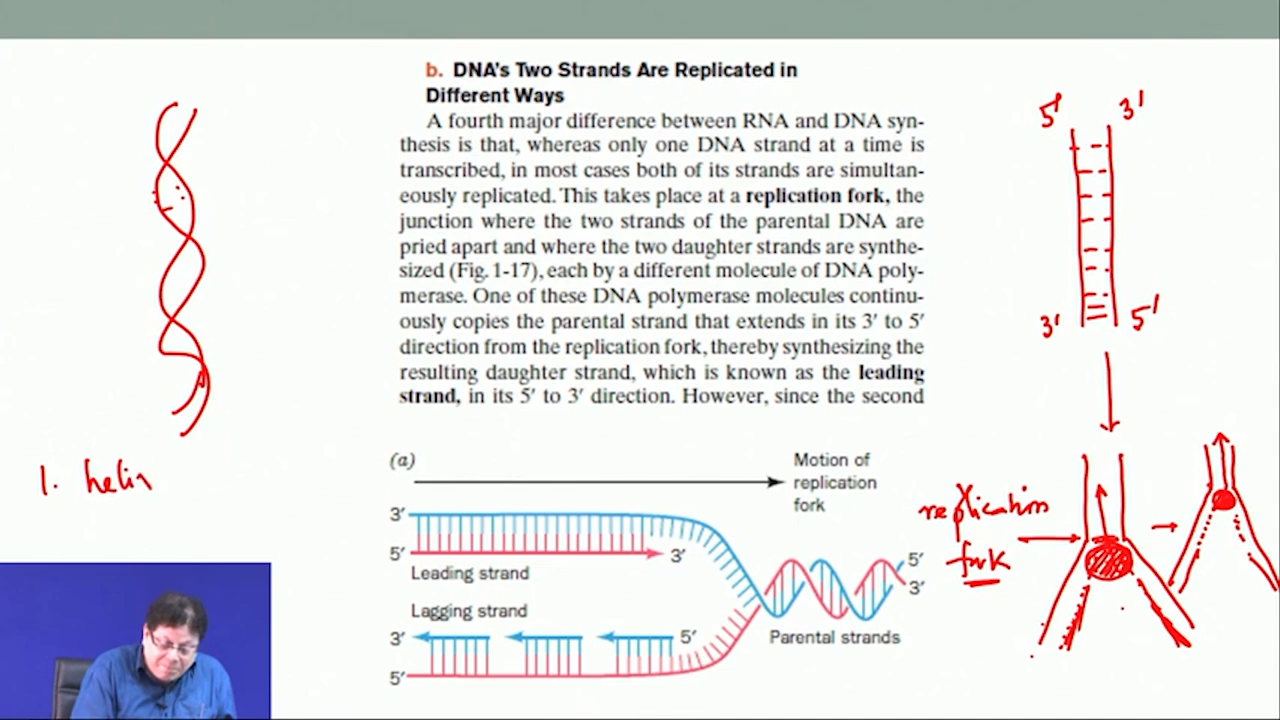 b. DNA's Two Strands Are Replicated in
Different Ways
A fourth major difference between RNA and DNA syn-
thesis is that, whereas only one DNA strand at a time is
transcribed, in most cases both of its strands are simultan-
eously replicated. This takes place at a replication fork, the
junction where the two strands of the parental DNA are
pried apart and where the two daughter strands are synthe-
sized (Fig. 1-17), each by a different molecule of DNA poly-
merase. One of these DNA polymerase molecules continu-
ously copies the parental strand that extends in its 3′ to 5′
direction from the replication fork, thereby synthesizing the
resulting daughter strand, which is known as the leading
strand, in its 5′ to 3′ direction. However, since the second
(a)
Motion of
replication
fork
3′
5′
3′
Leading strand
Lagging strand
3′
5′
5′
5′
3′
Parental strands
1. helix
5'
3'
3'
5'
replication
fork